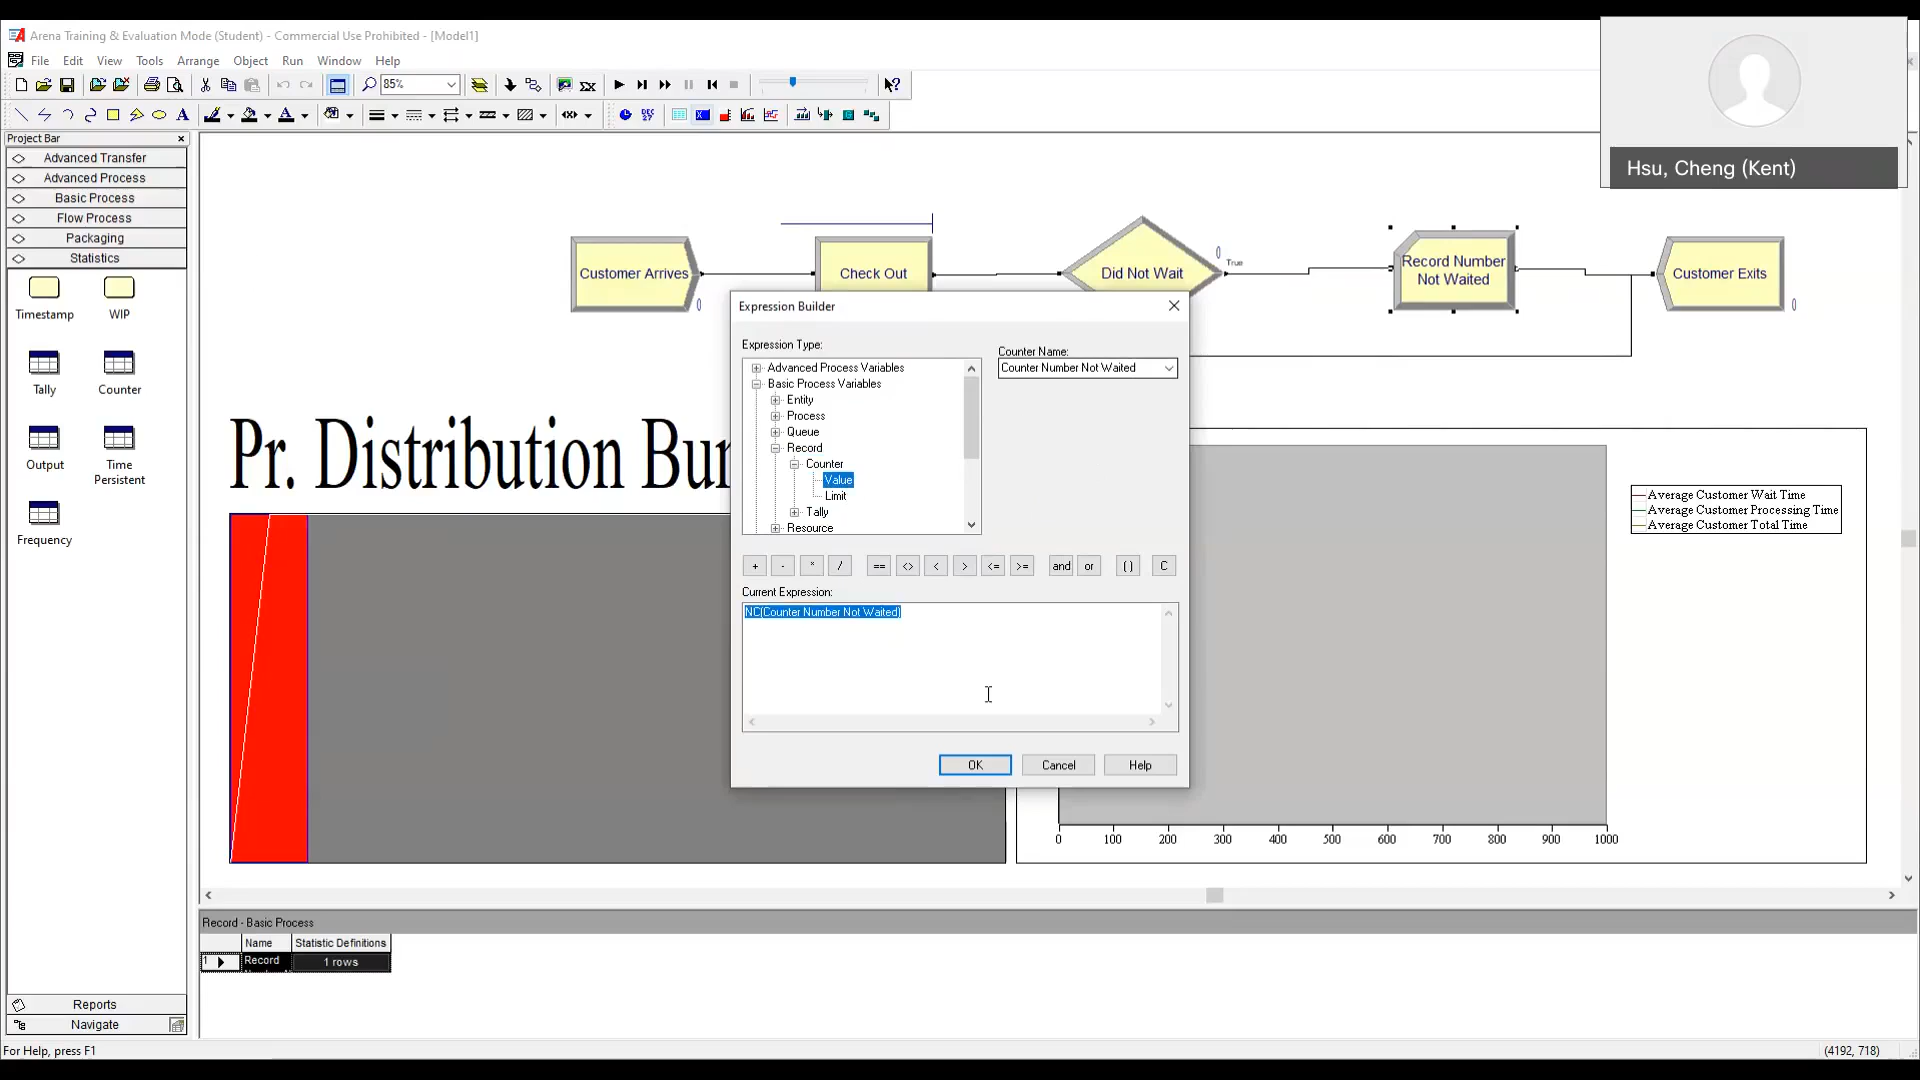 Arena Training & Evaluation Mode (Student) - Commercial Use Prohibited - [Model1]
File Edit View Tools Arrange Object Run Window Help
85%
Project Bar
Advanced Transfer
Advanced Process
Basic Process
Flow Process
Packaging
Statistics
Timestamp
WIP
Tally
Counter
Output
Time
Persistent
Frequency
Reports
Navigate
Hsu, Cheng (Kent)
Customer Arrives
0
Check Out
Did Not Wait
0
True
Record Number
Not Waited
Customer Exits
0
Pr. Distribution Bu
Expression Builder
Expression Type:
Advanced Process Variables
Basic Process Variables
Entity
Process
Queue
Record
Counter
Value
Limit
Tally
Resource
Counter Name:
Counter Number Not Waited
+ - * / == <> < > <= >= and or ( ) C
Current Expression:
NC(Counter Number Not Waited)
OK Cancel Help
Average Customer Wait Time
Average Customer Processing Time
Average Customer Total Time
0 100 200 300 400 500 600 700 800 900 1000
Record - Basic Process
Name Statistic Definitions
1 Record 1 rows
For Help, press F1
(4192, 718)